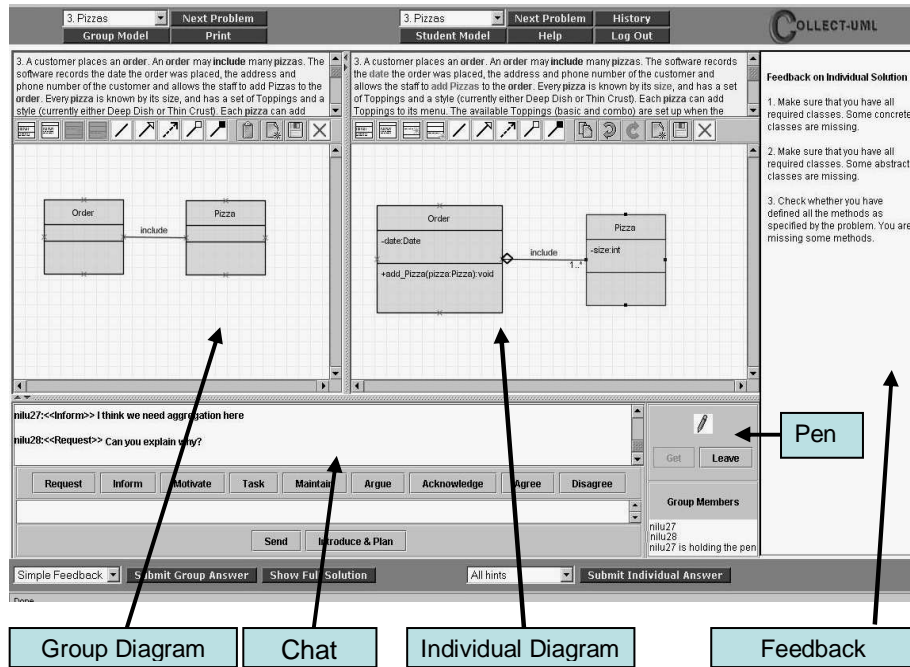 3. Pizzas
Next Problem
Group Model
Print
3. Pizzas
Next Problem
History
Student Model
Help
Log Out
COLLECT-UML
3. A customer places an order. An order may include many pizzas. The
software records the date the order was placed, the address and
phone number of the customer and allows the staff to add Pizzas to the
order. Every pizza is known by its size, and has a set of Toppings and a
style (currently either Deep Dish or Thin Crust). Each pizza can add
3. A customer places an order. An order may include many pizzas. The software records
the date the order was placed, the address and phone number of the customer and
allows the staff to add Pizzas to the order. Every pizza is known by its size, and has a set
of Toppings and a style (currently either Deep Dish or Thin Crust). Each pizza can add
Toppings to its menu. The available Toppings (basic and combo) are set up when the
Feedback on Individual Solution
1. Make sure that you have all
required classes. Some concrete
classes are missing.
2. Make sure that you have all
required classes. Some abstract
classes are missing.
3. Check whether you have
defined all the methods as
specified by the problem. You are
missing some methods.
Order
include
Pizza
Order
-date:Date
+add_Pizza(pizza:Pizza):void
include
1..*
Pizza
-size:int
nilu27:<<Inform>> I think we need aggregation here
nilu28:<<Request>> Can you explain why?
Get
Leave
Pen
Request
Inform
Motivate
Task
Maintain
Argue
Acknowledge
Agree
Disagree
Group Members
nilu27
nilu28
nilu27 is holding the pen
Send
Introduce & Plan
Simple Feedback
Submit Group Answer
Show Full Solution
All hints
Submit Individual Answer
Done
Group Diagram
Chat
Individual Diagram
Feedback